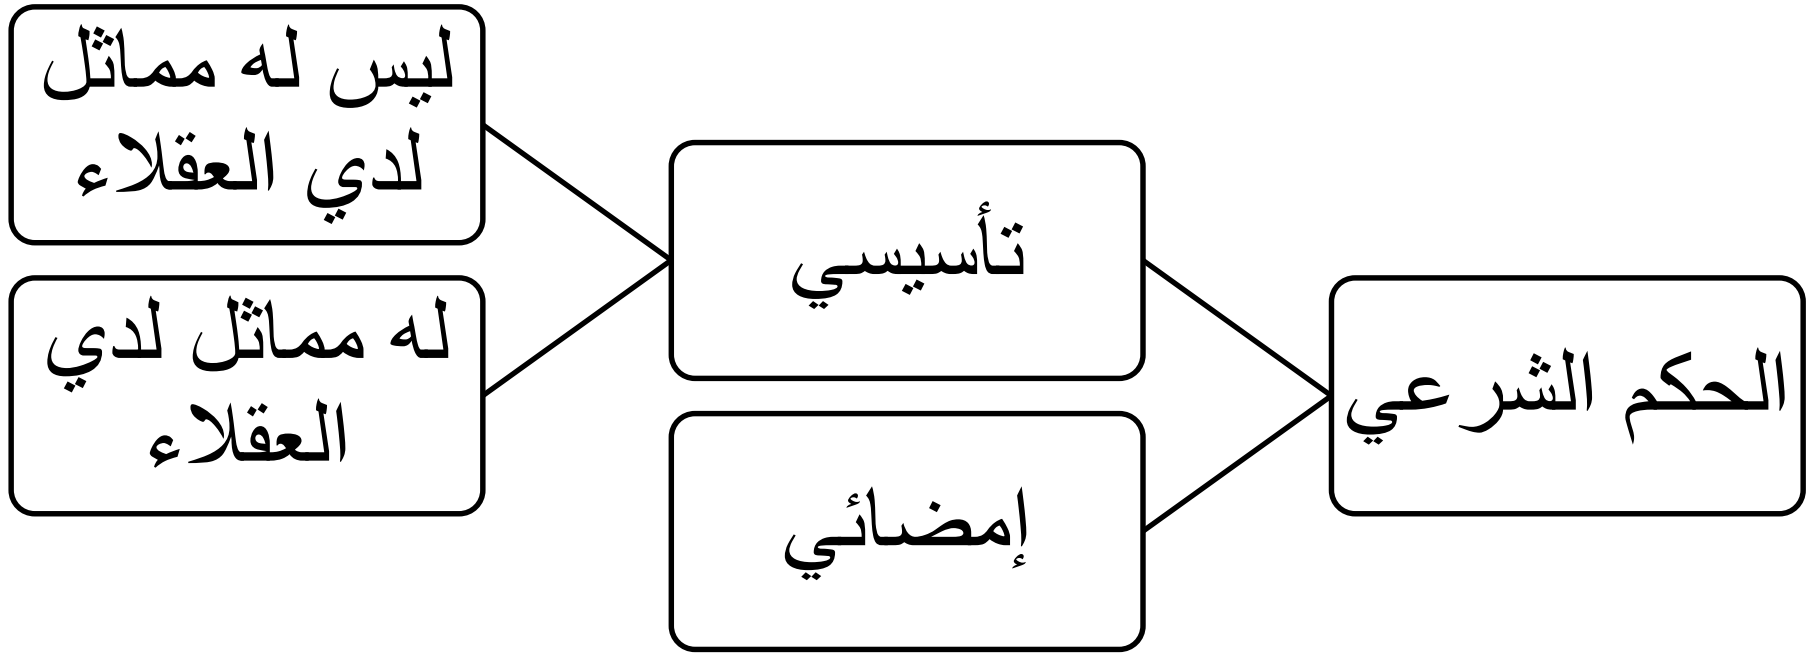 الحكم الشرعي
تأسيسي
ليس له مماثل
لدي العقلاء
له مماثل لدي
العقلاء
إمضائي